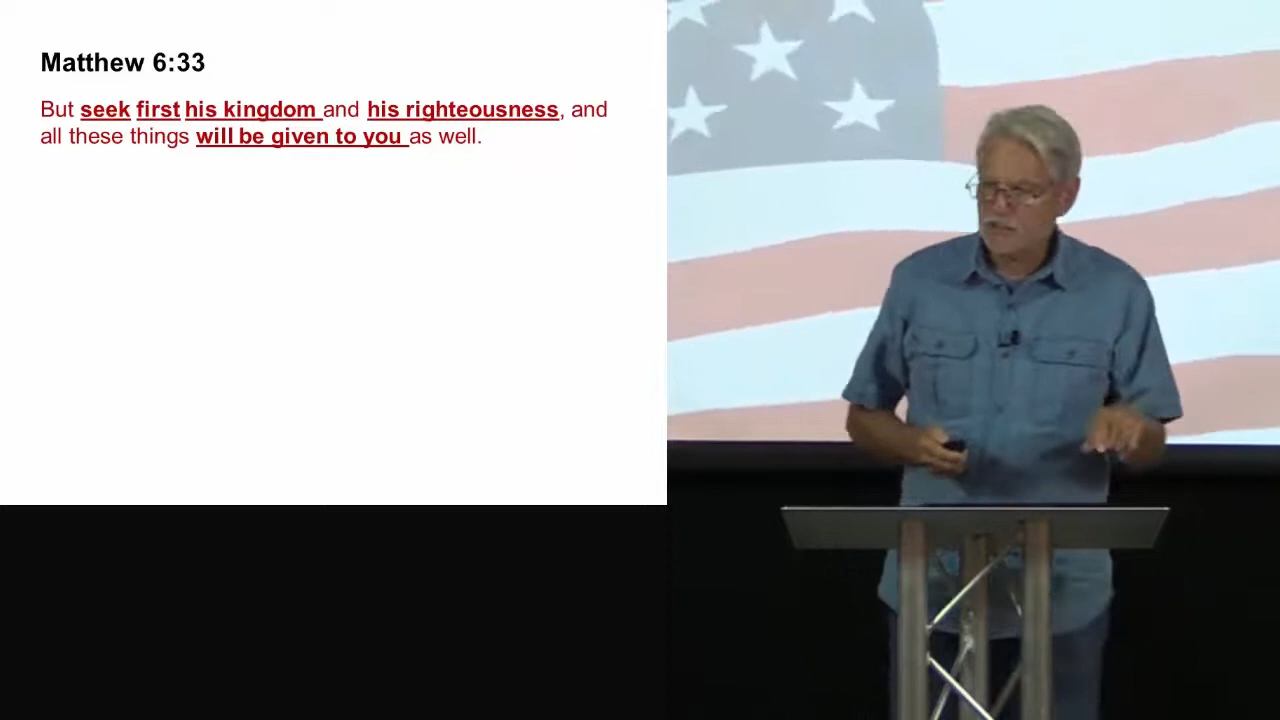 Matthew 6:33
But seek first his kingdom and his righteousness, and
all these things will be given to you as well.